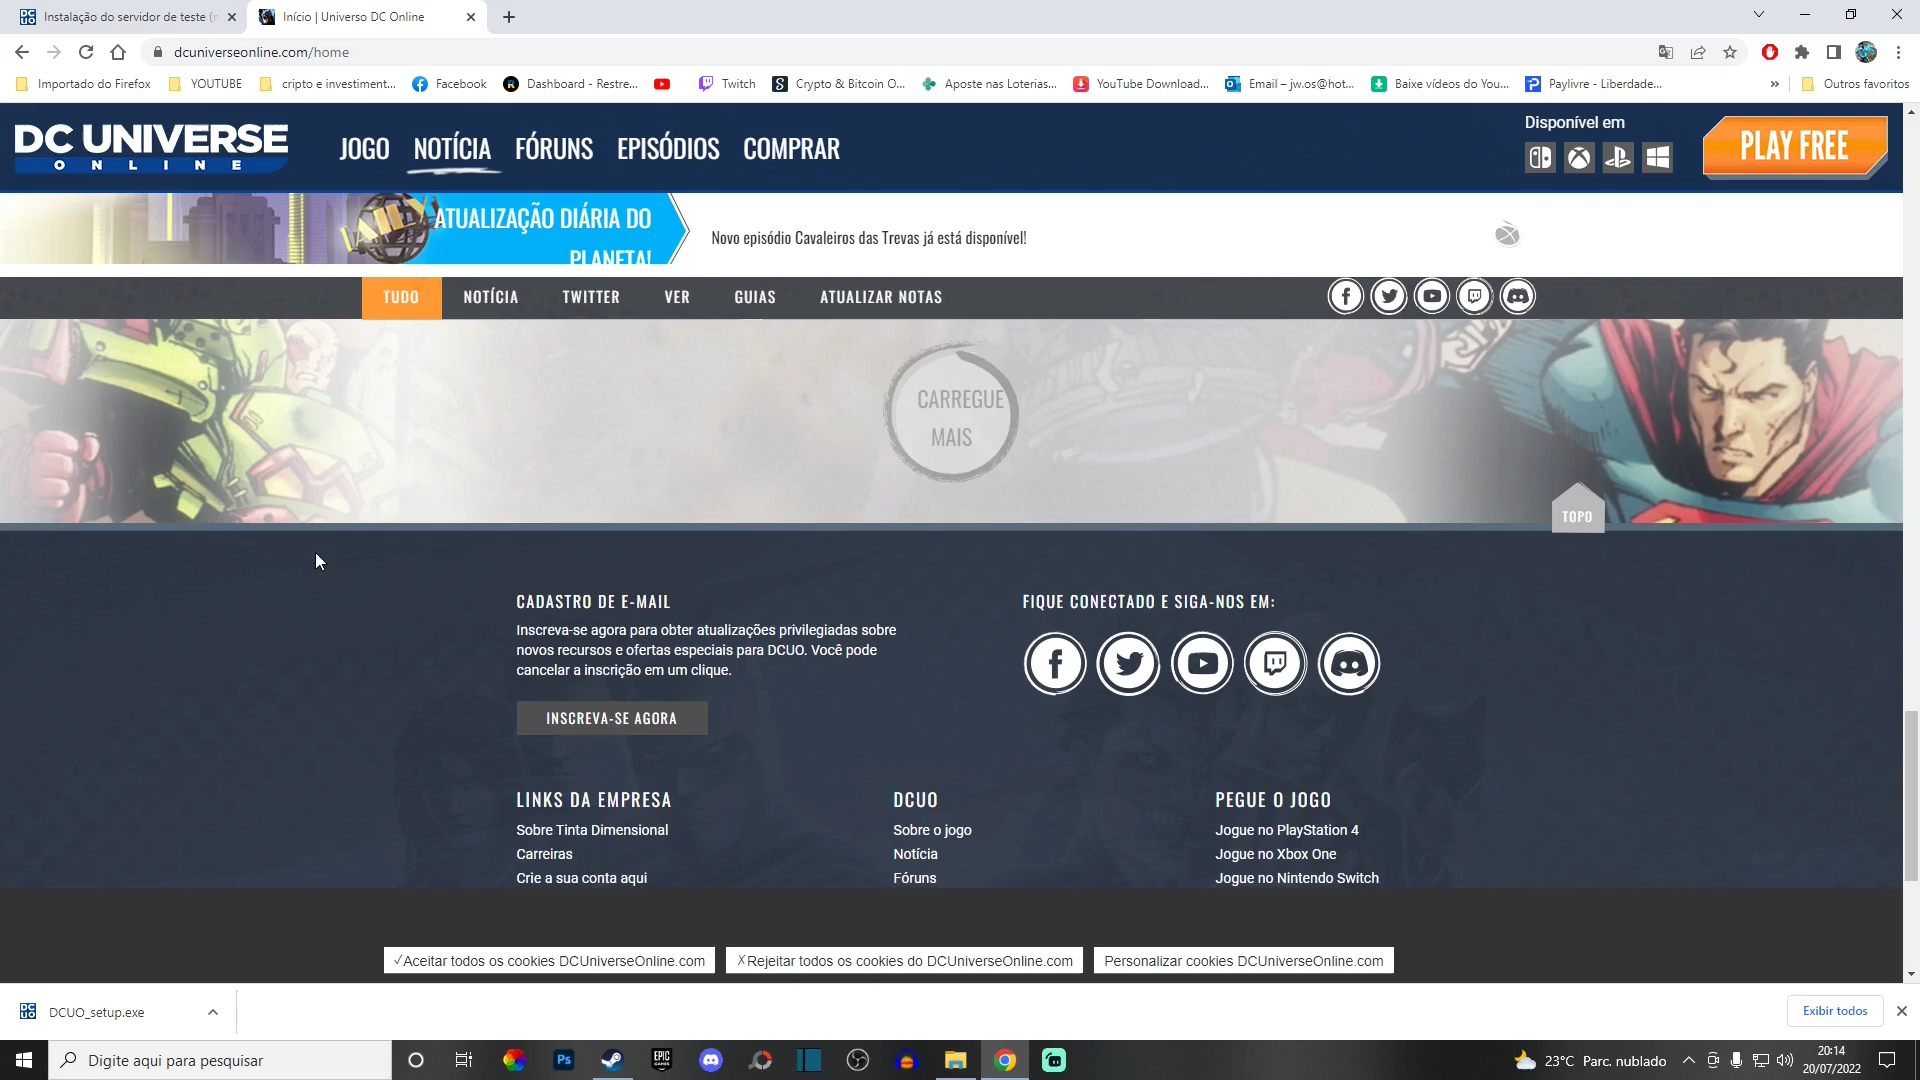 Instalação do servidor de teste (
Início | Universo DC Online
dcuniverseonline.com/home
Importado do Firefox
YOUTUBE
cripto e investiment...
Facebook
Dashboard - Restre...
Twitch
Crypto & Bitcoin O...
Aposte nas Loterias...
YouTube Download...
Email – jw.os@hot...
Baixe vídeos do You...
Paylivre - Liberdade...
»
Outros favoritos
DC UNIVERSE
ONLINE
JOGO
NOTÍCIA
FÓRUNS
EPISÓDIOS
COMPRAR
Disponível em
PLAY FREE
DAILY
ATUALIZAÇÃO DIÁRIA DO
PLANETA!
Novo episódio Cavaleiros das Trevas já está disponível!
TUDO
NOTÍCIA
TWITTER
VER
GUIAS
ATUALIZAR NOTAS
CARREGUE
MAIS
TOPO
CADASTRO DE E-MAIL
Inscreva-se agora para obter atualizações privilegiadas sobre
novos recursos e ofertas especiais para DCUO. Você pode
cancelar a inscrição em um clique.
INSCREVA-SE AGORA
FIQUE CONECTADO E SIGA-NOS EM:
LINKS DA EMPRESA
Sobre Tinta Dimensional
Carreiras
Crie a sua conta aqui
DCUO
Sobre o jogo
Notícia
Fóruns
PEGUE O JOGO
Jogue no PlayStation 4
Jogue no Xbox One
Jogue no Nintendo Switch
✓Aceitar todos os cookies DCUniverseOnline.com
✗Rejeitar todos os cookies do DCUniverseOnline.com
Personalizar cookies DCUniverseOnline.com
DCUO_setup.exe
Exibir todos
Digite aqui para pesquisar
Ps
EPIC
GAMES
23°C Parc. nublado
20:14
20/07/2022